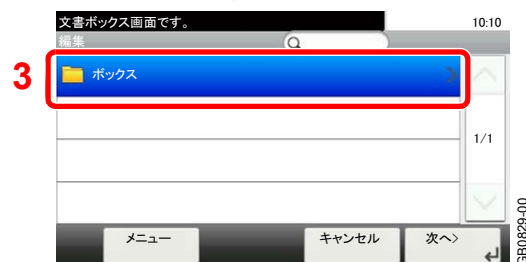 文書ボックス画面です。
10:10
編集
3
ボックス
1/1
メニュー
キャンセル
次へ>
GB0829-00